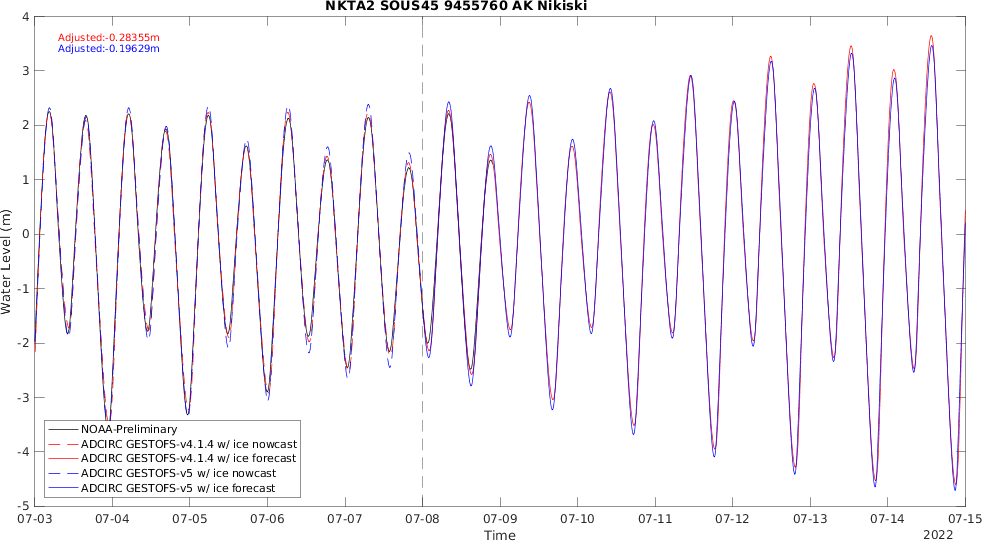 NKTA2 SOUS45 9455760 AK Nikiski
Adjusted:-0.28355m
Adjusted:-0.19629m
4
3
2
1
0
-1
-2
-3
-4
-5
Water Level (m)
NOAA-Preliminary
ADCIRC GESTOFS-v4.1.4 w/ ice nowcast
ADCIRC GESTOFS-v4.1.4 w/ ice forecast
ADCIRC GESTOFS-v5 w/ ice nowcast
ADCIRC GESTOFS-v5 w/ ice forecast
07-03 07-04 07-05 07-06 07-07 07-08 07-09 07-10 07-11 07-12 07-13 07-14 07-15
Time
2022